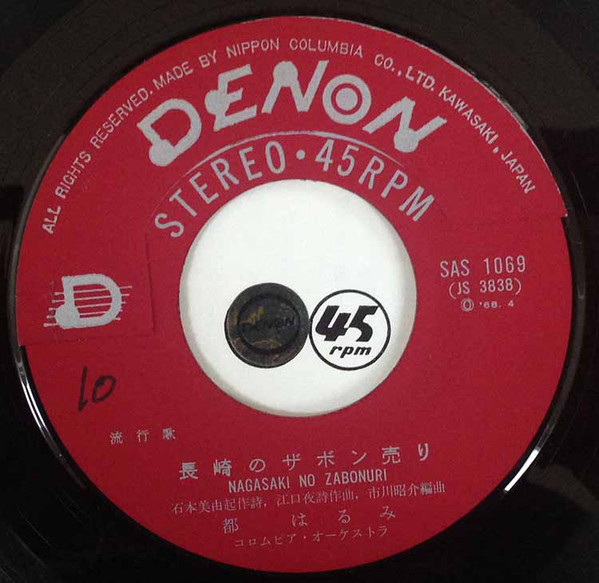 ALL RIGHTS RESERVED. MADE BY NIPPON COLUMBIA CO., LTD. KAWASAKI, JAPAN
DENON
STEREO・45RPM
SAS 1069
(JS 3838)
Ⓟ '68. 4
D
DENON
45
rpm
10
流行歌
長崎のザボン売り
NAGASAKI NO ZABONURI
石本美由起作詩, 江口夜詩作曲, 市川昭介編曲
都 はるみ
コロムビア・オーケストラ